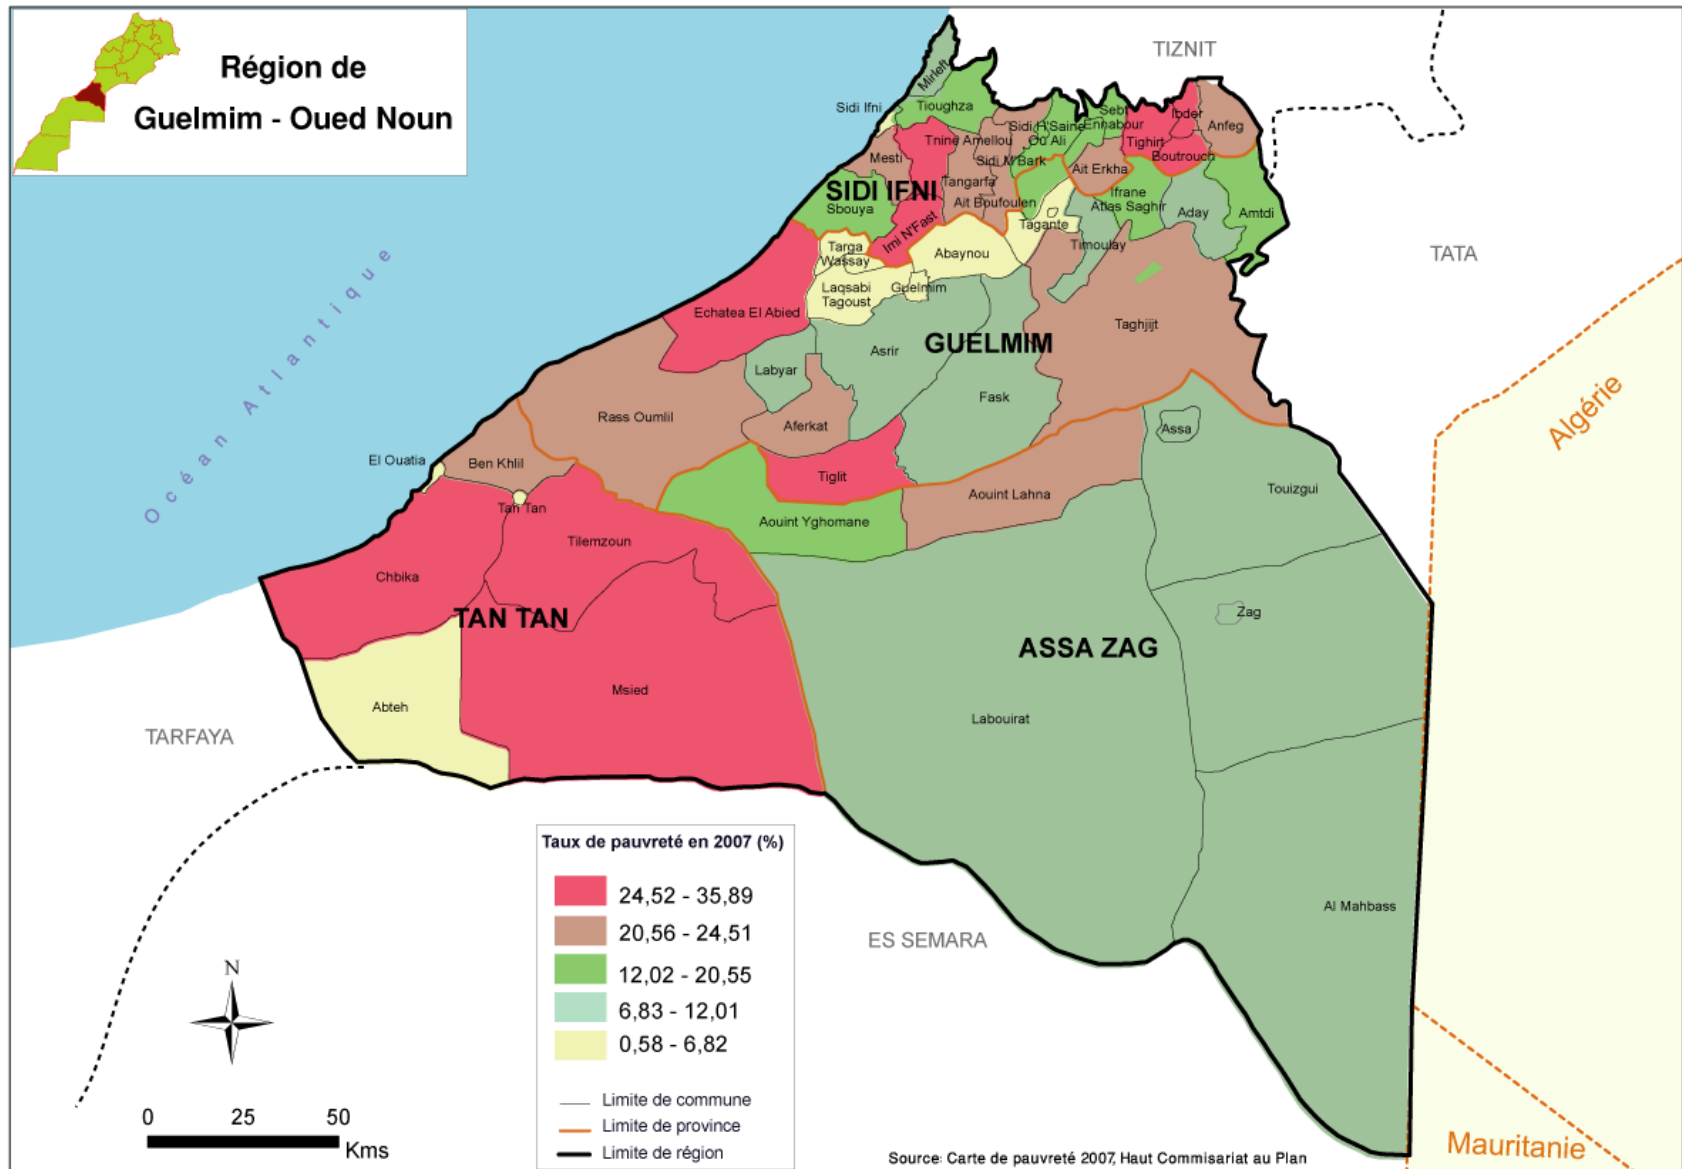 Région de
Guelmim - Oued Noun
TIZNIT
TATA
TARFAYA
ES SEMARA
Algérie
Mauritanie
Océan Atlantique
SIDI IFNI
GUELMIM
TAN TAN
ASSA ZAG
Mirleft
Sidi Ifni
Tioughza
Mesti
Sbouya
Tnine Amellou
Imi N'Fast
Tangarfa
Sidi M'Bark
Ait Boufoulen
Sidi H'Saine
Ou Ali
Sebt
Ennabour
Ibder
Tighirt
Boutrouch
Anfeg
Ait Erkha
Ifrane
Atlas Saghir
Aday
Amtdi
Tagante
Timoulay
Targa
Wassay
Abaynou
Laqsabi
Tagoust
Guelmim
Echatea El Abied
Asrir
Taghjijt
Labyar
Fask
Rass Oumlil
Aferkat
Tiglit
Assa
El Ouatia
Ben Khlil
Tan Tan
Aouint Lahna
Touizgui
Aouint Yghomane
Tilemzoun
Chbika
Zag
Msied
Abteh
Labouirat
Al Mahbass
Taux de pauvreté en 2007 (%)
24,52 - 35,89
20,56 - 24,51
12,02 - 20,55
6,83 - 12,01
0,58 - 6,82
Limite de commune
Limite de province
Limite de région
N
0 25 50
Kms
Source: Carte de pauvreté 2007, Haut Commisariat au Plan